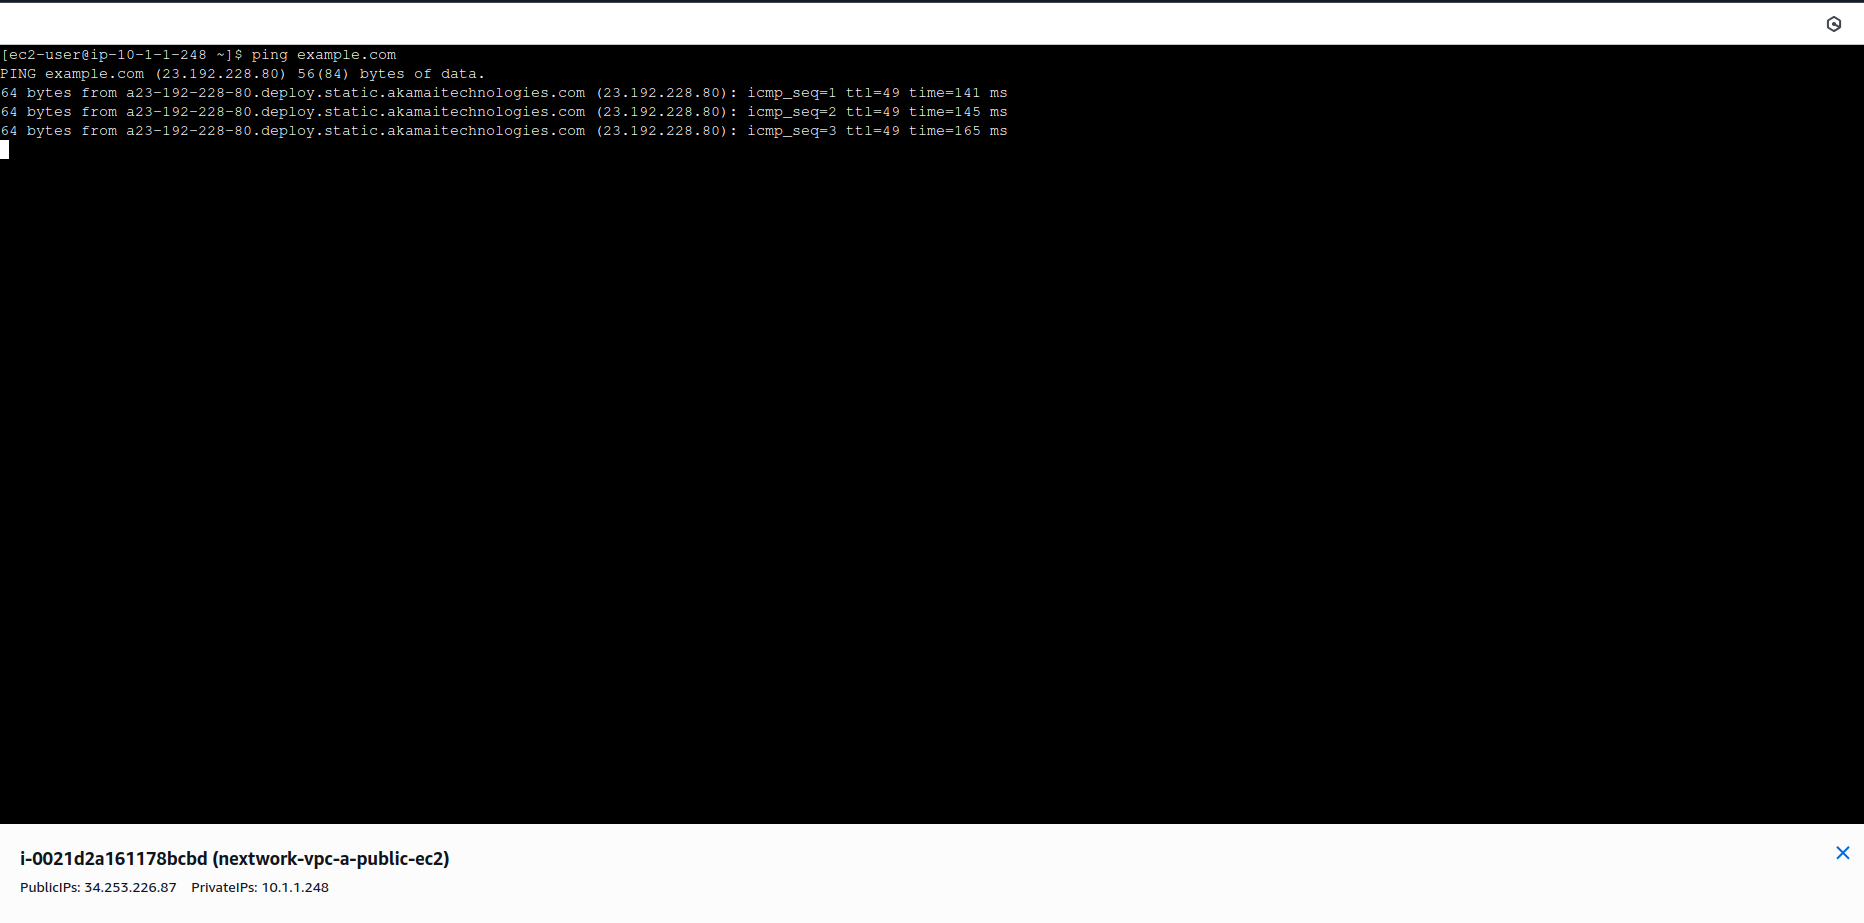 [ec2-user@ip-10-1-1-248 ~]$ ping example.com
PING example.com (23.192.228.80) 56(84) bytes of data.
64 bytes from a23-192-228-80.deploy.static.akamaitechnologies.com (23.192.228.80): icmp_seq=1 ttl=49 time=141 ms
64 bytes from a23-192-228-80.deploy.static.akamaitechnologies.com (23.192.228.80): icmp_seq=2 ttl=49 time=145 ms
64 bytes from a23-192-228-80.deploy.static.akamaitechnologies.com (23.192.228.80): icmp_seq=3 ttl=49 time=165 ms
i-0021d2a161178bcbd (nextwork-vpc-a-public-ec2)
PublicIPs: 34.253.226.87 PrivateIPs: 10.1.1.248